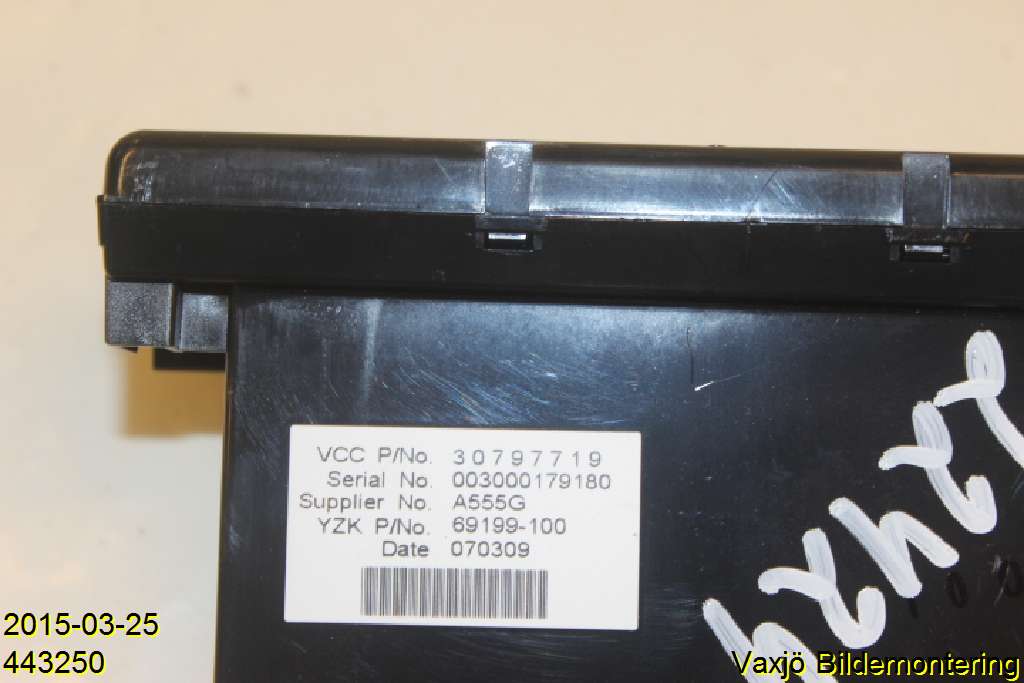 VCC P/No. 30797719
Serial No. 003000179180
Supplier No. A555G
YZK P/No. 69199-100
Date 070309
2015-03-25
443250
Vaxjö Bildemontering